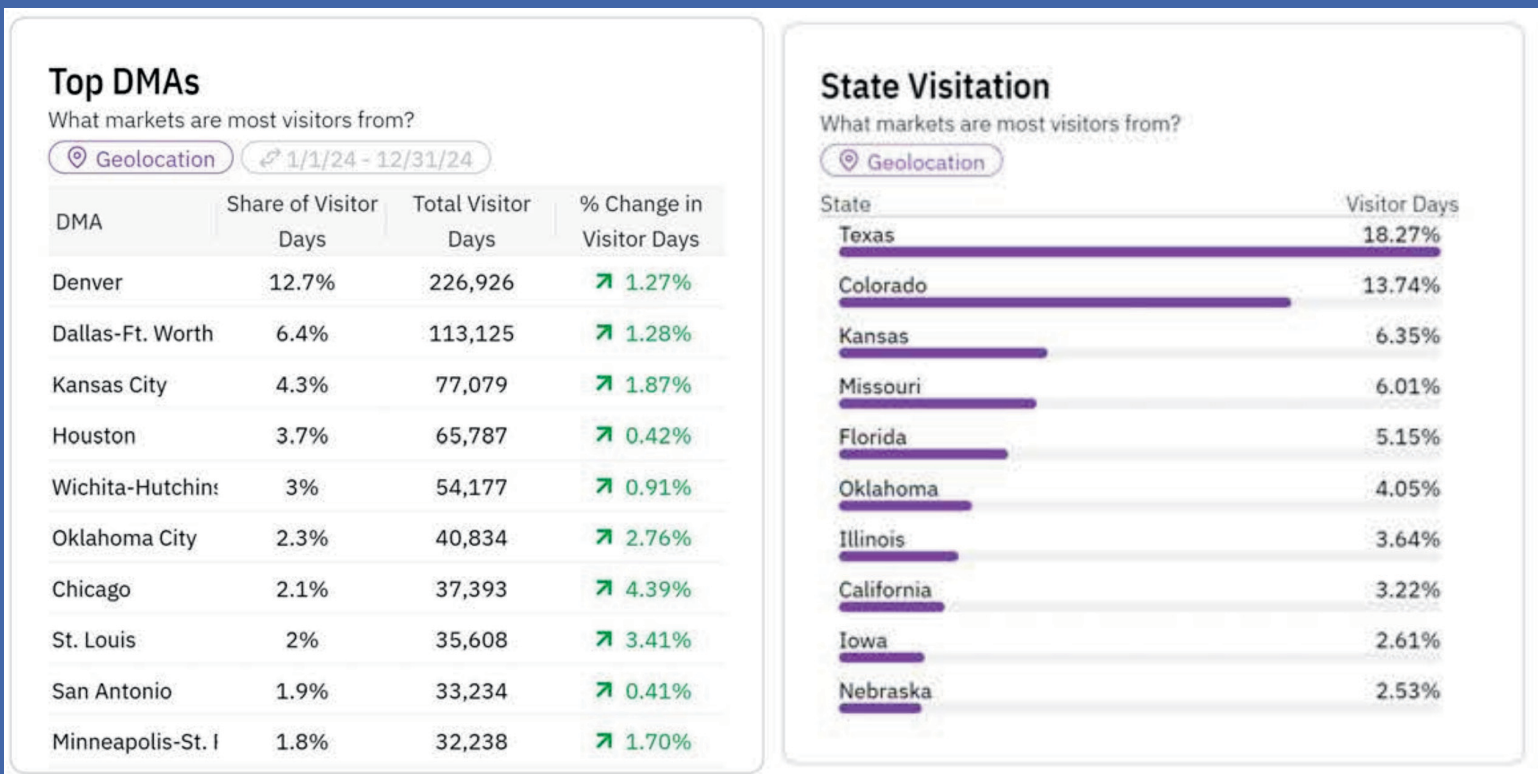 Top DMAs
What markets are most visitors from?
Geolocation 1/1/24 - 12/31/24
DMA Share of Visitor Days Total Visitor Days % Change in Visitor Days
Denver 12.7% 226,926 1.27%
Dallas-Ft. Worth 6.4% 113,125 1.28%
Kansas City 4.3% 77,079 1.87%
Houston 3.7% 65,787 0.42%
Wichita-Hutchins 3% 54,177 0.91%
Oklahoma City 2.3% 40,834 2.76%
Chicago 2.1% 37,393 4.39%
St. Louis 2% 35,608 3.41%
San Antonio 1.9% 33,234 0.41%
Minneapolis-St. 1.8% 32,238 1.70%
State Visitation
What markets are most visitors from?
Geolocation
State Visitor Days
Texas 18.27%
Colorado 13.74%
Kansas 6.35%
Missouri 6.01%
Florida 5.15%
Oklahoma 4.05%
Illinois 3.64%
California 3.22%
Iowa 2.61%
Nebraska 2.53%